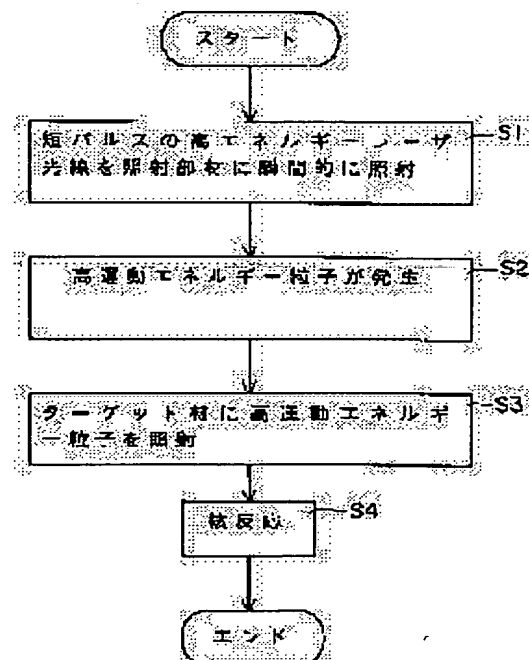 スタート
短パルスの高エネルギーレーザ
S1
光線を照射部材に瞬間的に照射
高運動エネルギー粒子が発生
S2
ターゲット材に高運動エネルギ
S3
ー粒子を照射
核反応
S4
エンド